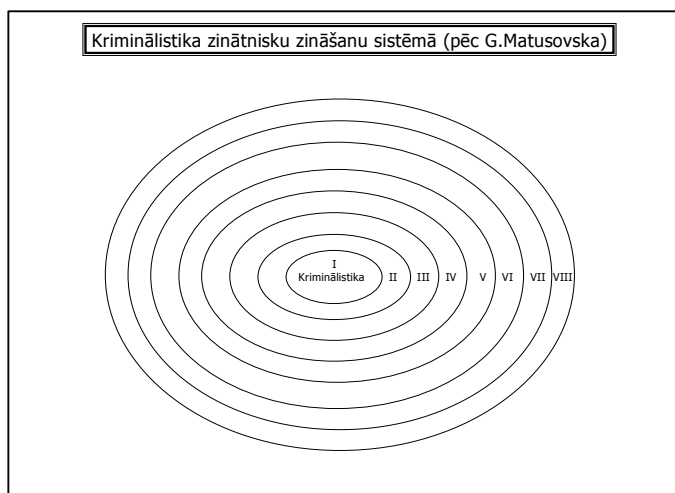 Kriminālistika zinātnisku zināšanu sistēmā (pēc G.Matusovska)
I
Kriminālistika II III IV V VI VII VIII